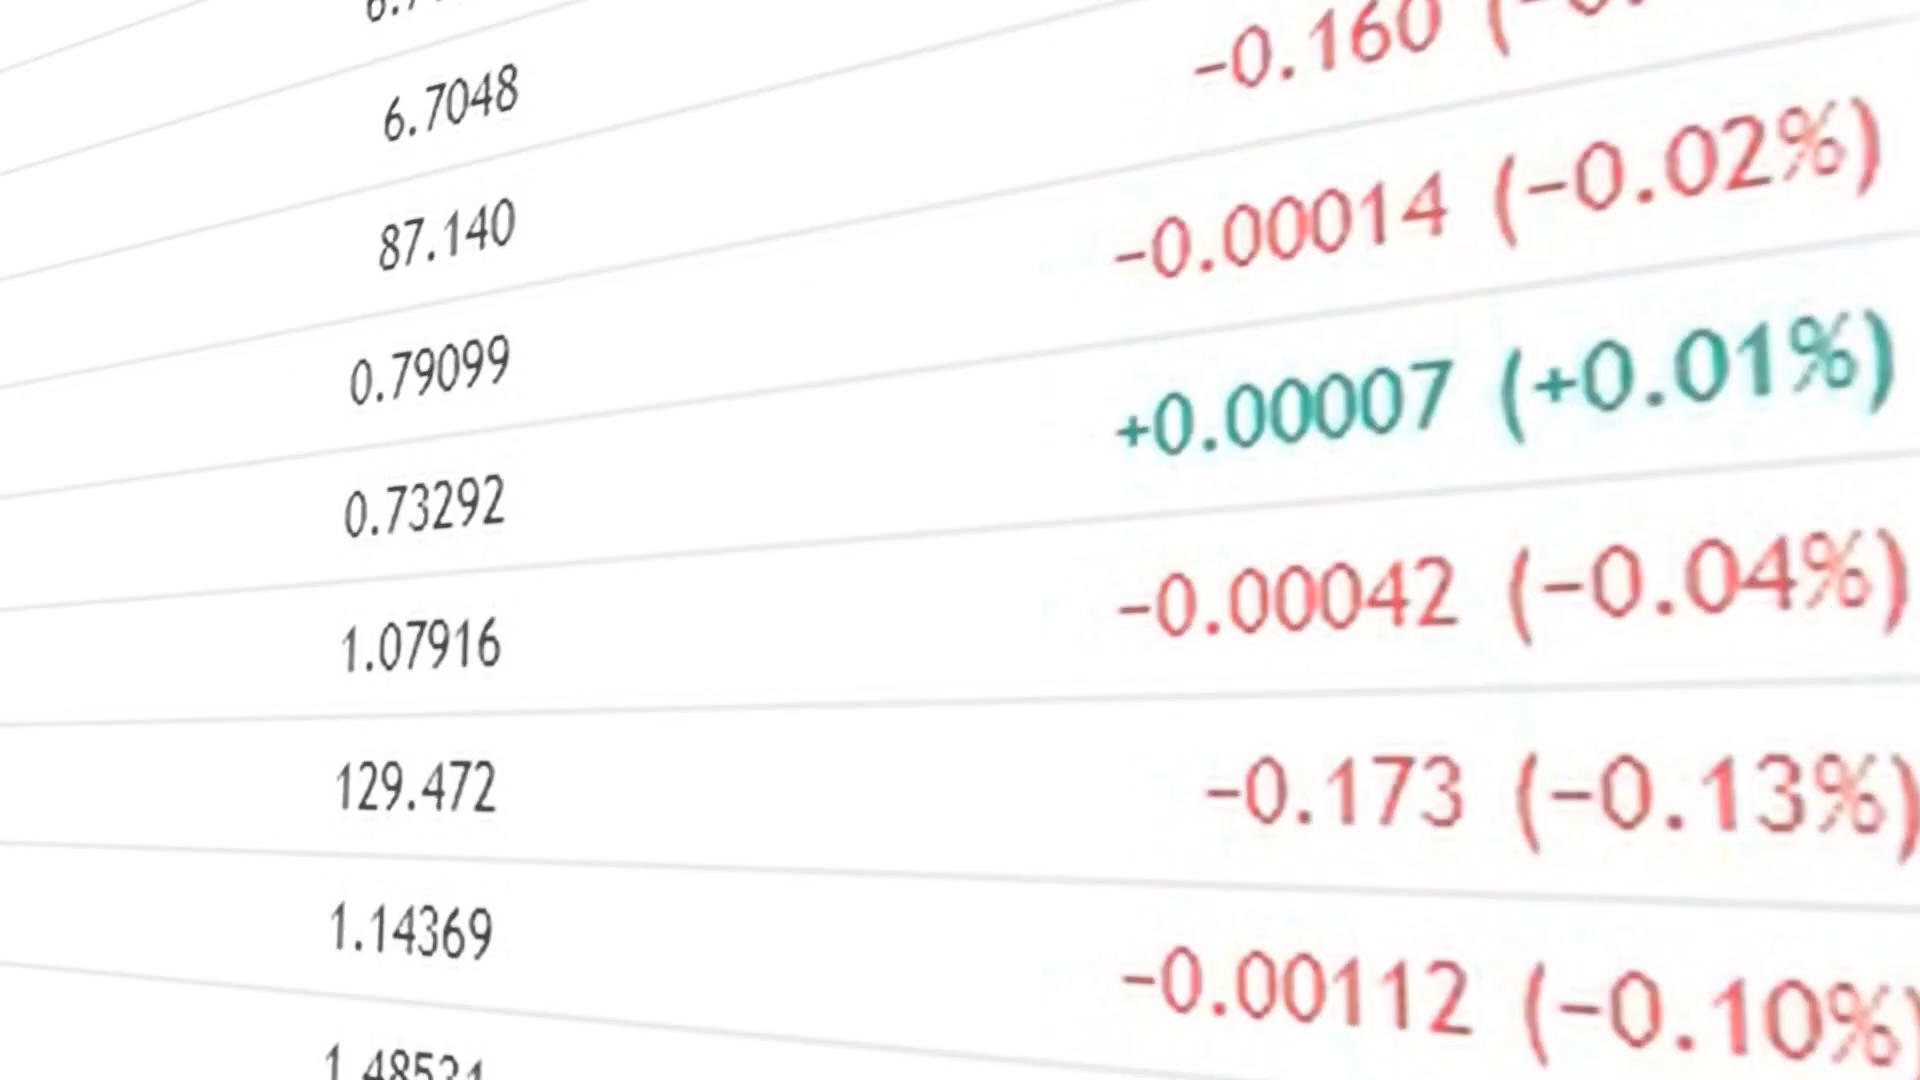 6.7048
87.140 −0.160
0.79099 −0.00014 (−0.02%)
0.73292 +0.00007 (+0.01%)
1.07916 −0.00042 (−0.04%)
129.472 −0.173 (−0.13%)
1.14369 −0.00112 (−0.10%)